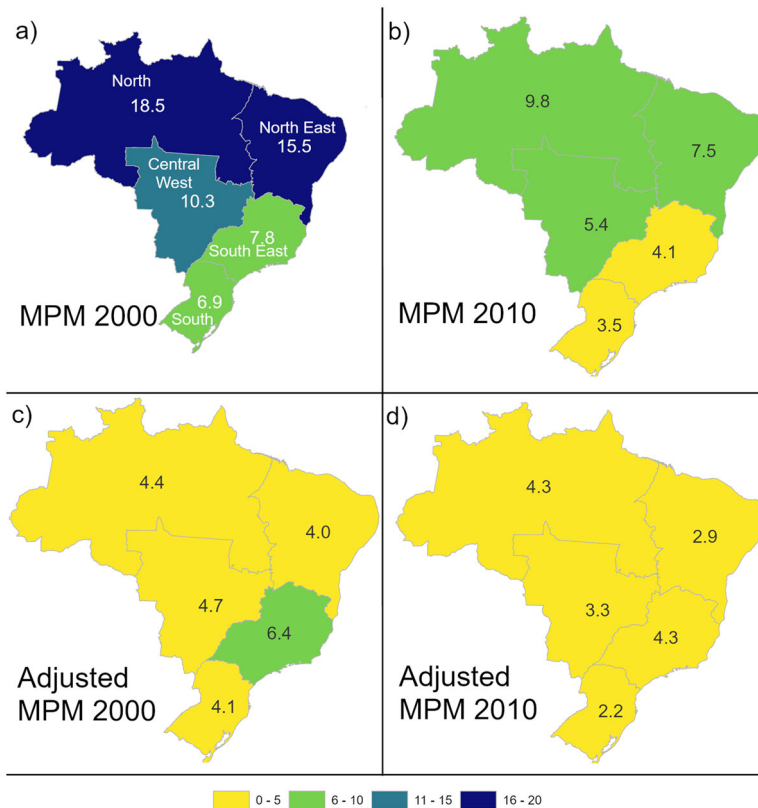 a)
North
18.5
North East
15.5
Central
West
10.3
7.8
South East
6.9
South
MPM 2000
b)
9.8
7.5
5.4
4.1
3.5
MPM 2010
c)
4.4
4.0
4.7
6.4
4.1
Adjusted
MPM 2000
d)
4.3
2.9
3.3
4.3
2.2
Adjusted
MPM 2010
0 - 5 6 - 10 11 - 15 16 - 20